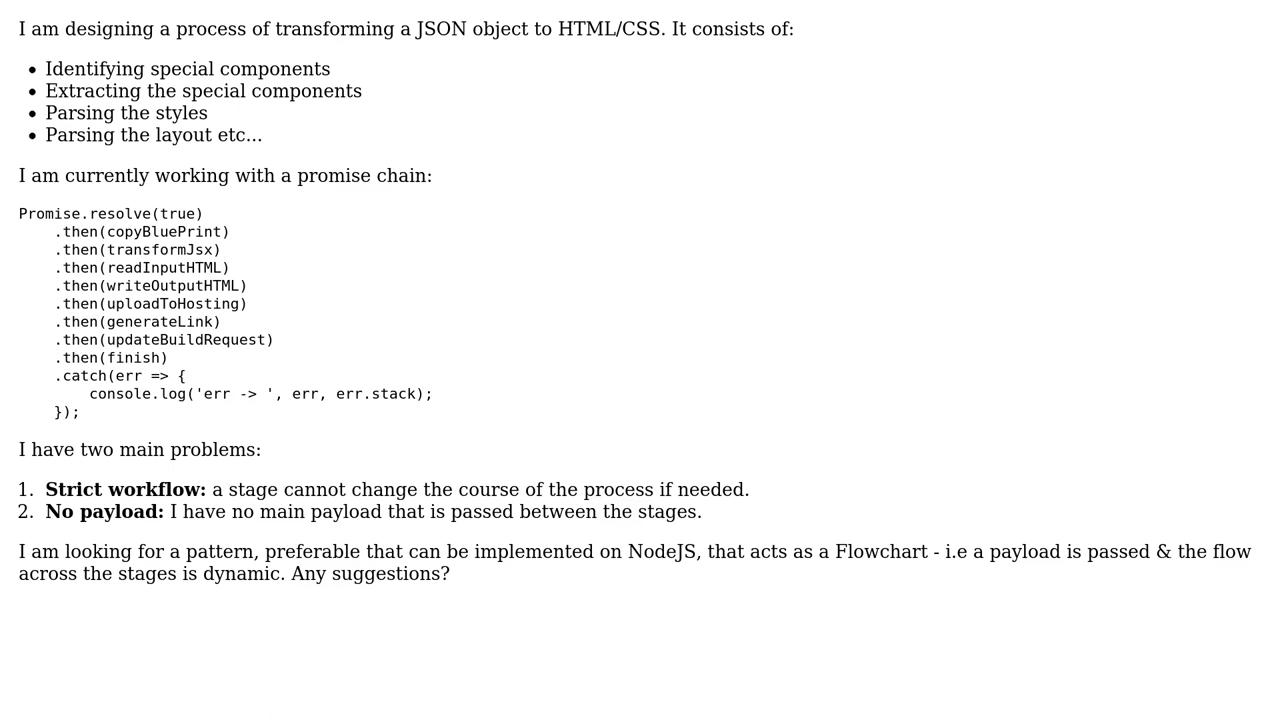 I am designing a process of transforming a JSON object to HTML/CSS. It consists of:
• Identifying special components
• Extracting the special components
• Parsing the styles
• Parsing the layout etc...
I am currently working with a promise chain:
Promise.resolve(true)
    .then(copyBluePrint)
    .then(transformJsx)
    .then(readInputHTML)
    .then(writeOutputHTML)
    .then(uploadToHosting)
    .then(generateLink)
    .then(updateBuildRequest)
    .then(finish)
    .catch(err => {
        console.log('err -> ', err, err.stack);
    });
I have two main problems:
1. Strict workflow: a stage cannot change the course of the process if needed.
2. No payload: I have no main payload that is passed between the stages.
I am looking for a pattern, preferable that can be implemented on NodeJS, that acts as a Flowchart - i.e a payload is passed & the flow
across the stages is dynamic. Any suggestions?